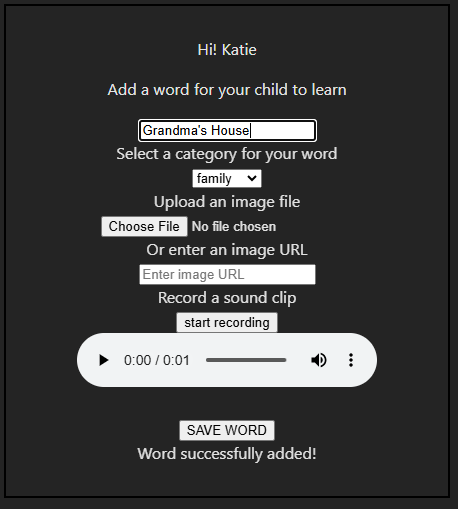 Hi! Katie
Add a word for your child to learn
Grandma's House
Select a category for your word
family
Upload an image file
Choose File No file chosen
Or enter an image URL
Enter image URL
Record a sound clip
start recording
0:00 / 0:01
SAVE WORD
Word successfully added!